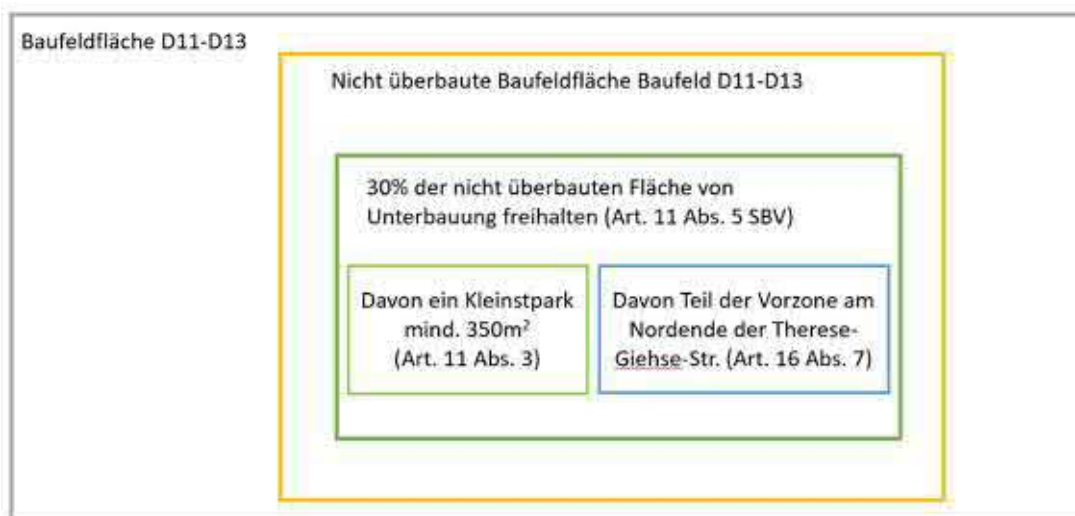 Baufeldfläche D11-D13
Nicht überbaute Baufeldfläche Baufeld D11-D13
30% der nicht überbauten Fläche von
Unterbauung freihalten (Art. 11 Abs. 5 SBV)
Davon ein Kleinstpark
mind. 350m²
(Art. 11 Abs. 3)
Davon Teil der Vorzone am
Nordende der Therese-
Giehse-Str. (Art. 16 Abs. 7)